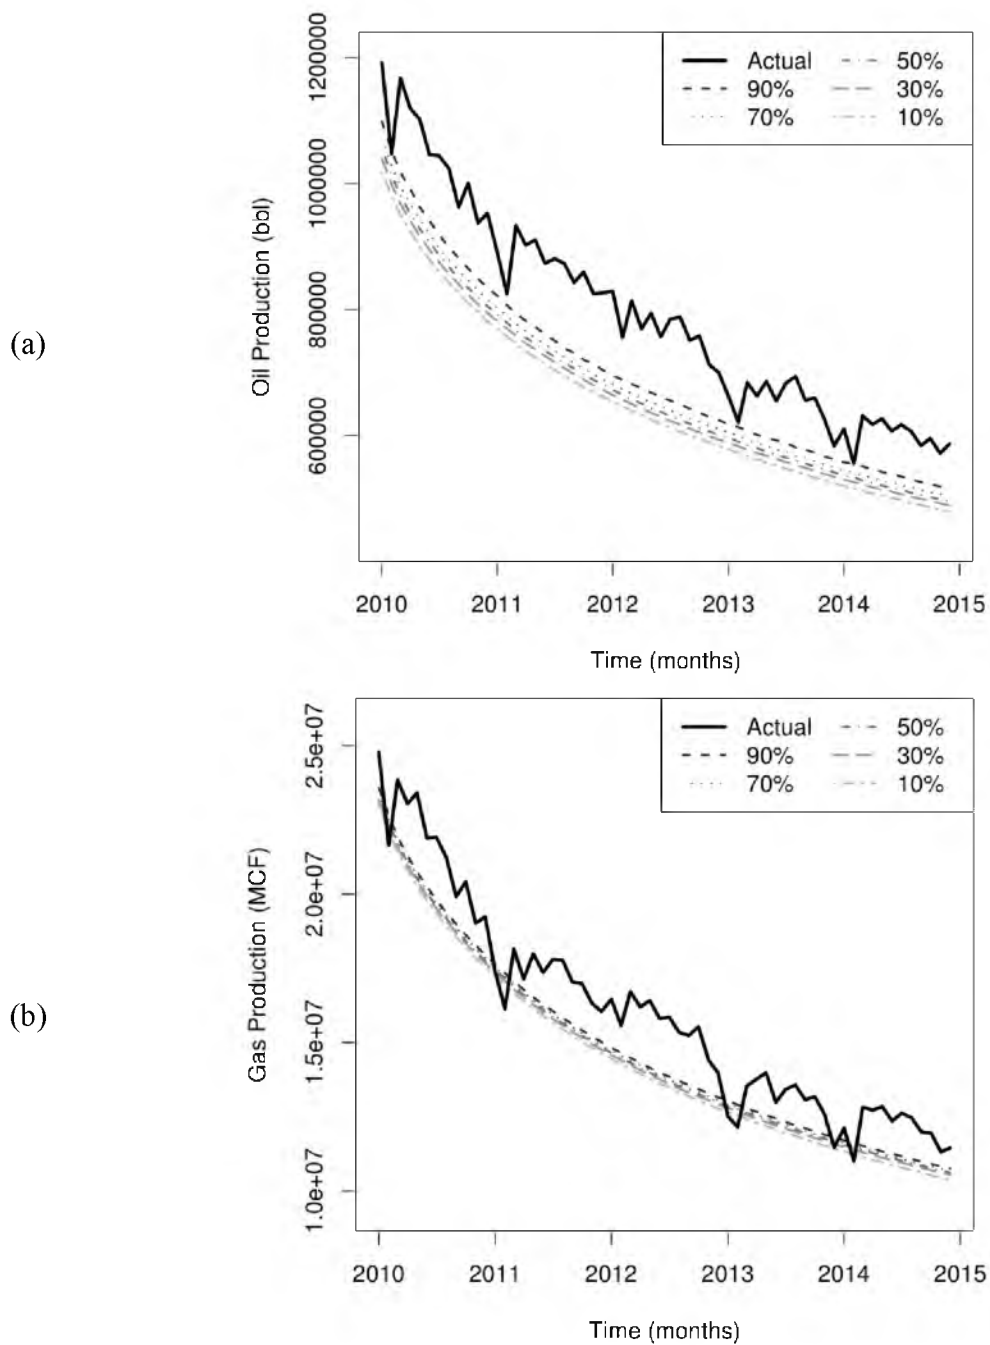 (a)
Oil Production (bbl)
1200000
1000000
800000
600000
Actual
90%
70%
50%
30%
10%
2010 2011 2012 2013 2014 2015
Time (months)
(b)
Gas Production (MCF)
2.5e+07
2.0e+07
1.5e+07
1.0e+07
Actual
90%
70%
50%
30%
10%
2010 2011 2012 2013 2014 2015
Time (months)